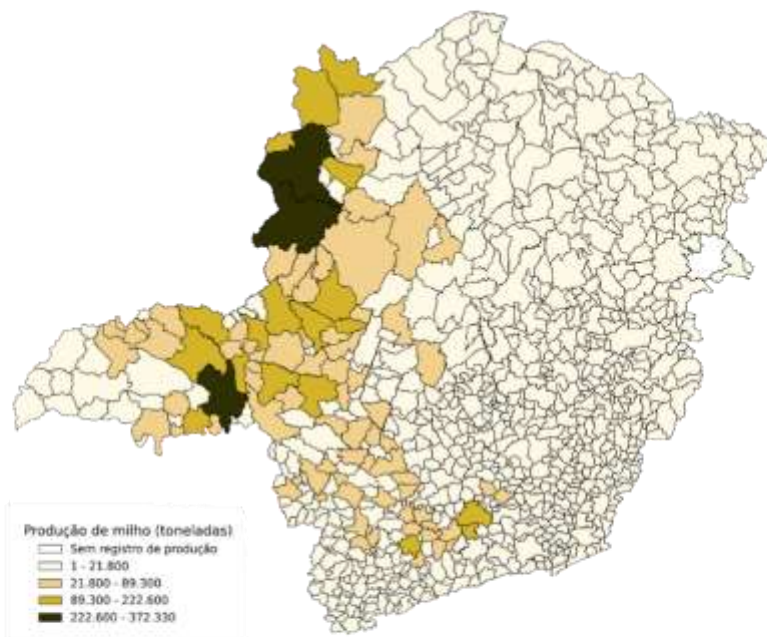 Produção de milho (toneladas)
Sem registro de produção
1 - 21.800
21.800 - 89.300
89.300 - 222.600
222.600 - 372.330